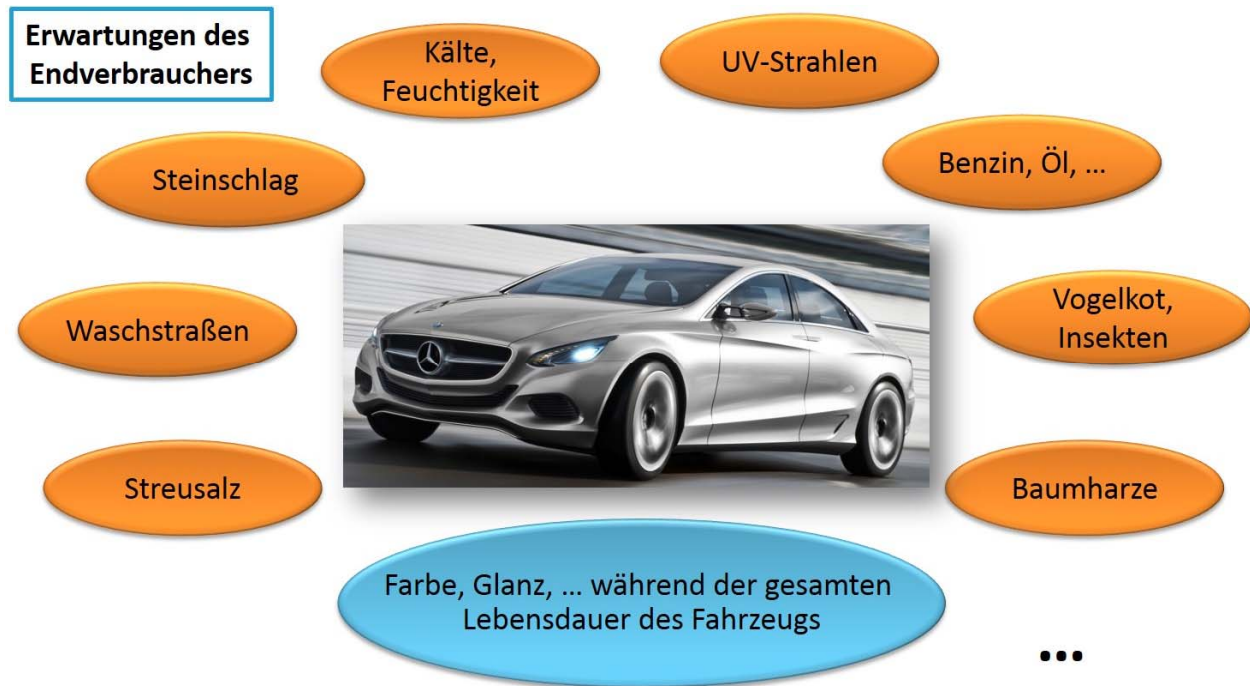 Erwartungen des
Endverbrauchers
Kälte,
Feuchtigkeit
UV-Strahlen
Steinschlag
Benzin, Öl, ...
Waschstraßen
Vogelkot,
Insekten
Streusalz
Baumharze
Farbe, Glanz, ... während der gesamten
Lebensdauer des Fahrzeugs
...